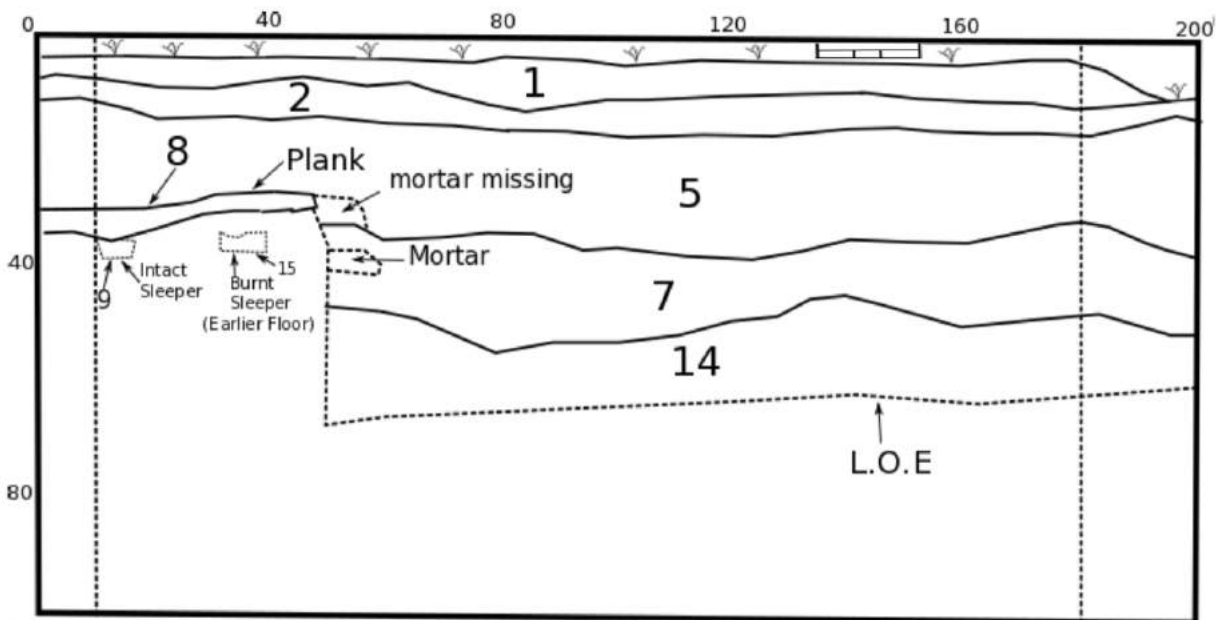 0 40 80 120 160 200
1
2
8
Plank
mortar missing
5
40
Mortar
Intact
Sleeper
9
15
Burnt
Sleeper
(Earlier Floor)
7
14
L.O.E
80